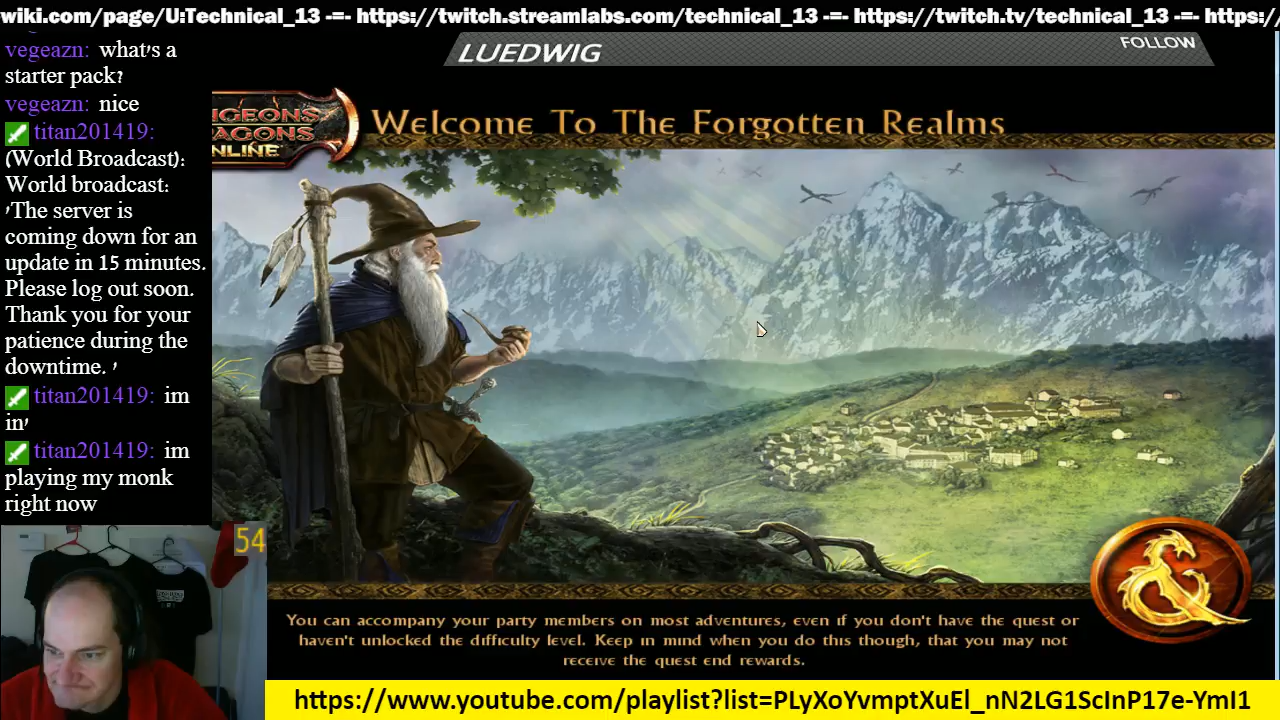 wiki.com/page/U:Technical_13 -=- https://twitch.streamlabs.com/technical_13 -=- https://twitch.tv/technical_13 -=- https:/
vegeazn: what's a
starter pack?
vegeazn: nice
titan201419:
(World Broadcast):
World broadcast:
'The server is
coming down for an
update in 15 minutes.
Please log out soon.
Thank you for your
patience during the
downtime. '
titan201419: im
in'
titan201419: im
playing my monk
right now
54
LUEDWIG
FOLLOW
NGEONS
RAGONS
ONLINE
Welcome To The Forgotten Realms
You can accompany your party members on most adventures, even if you don't have the quest or
haven't unlocked the difficulty level. Keep in mind when you do this though, that you may not
receive the quest end rewards.
https://www.youtube.com/playlist?list=PLyXoYvmptXuEl_nN2LG1ScInP17e-YmI1